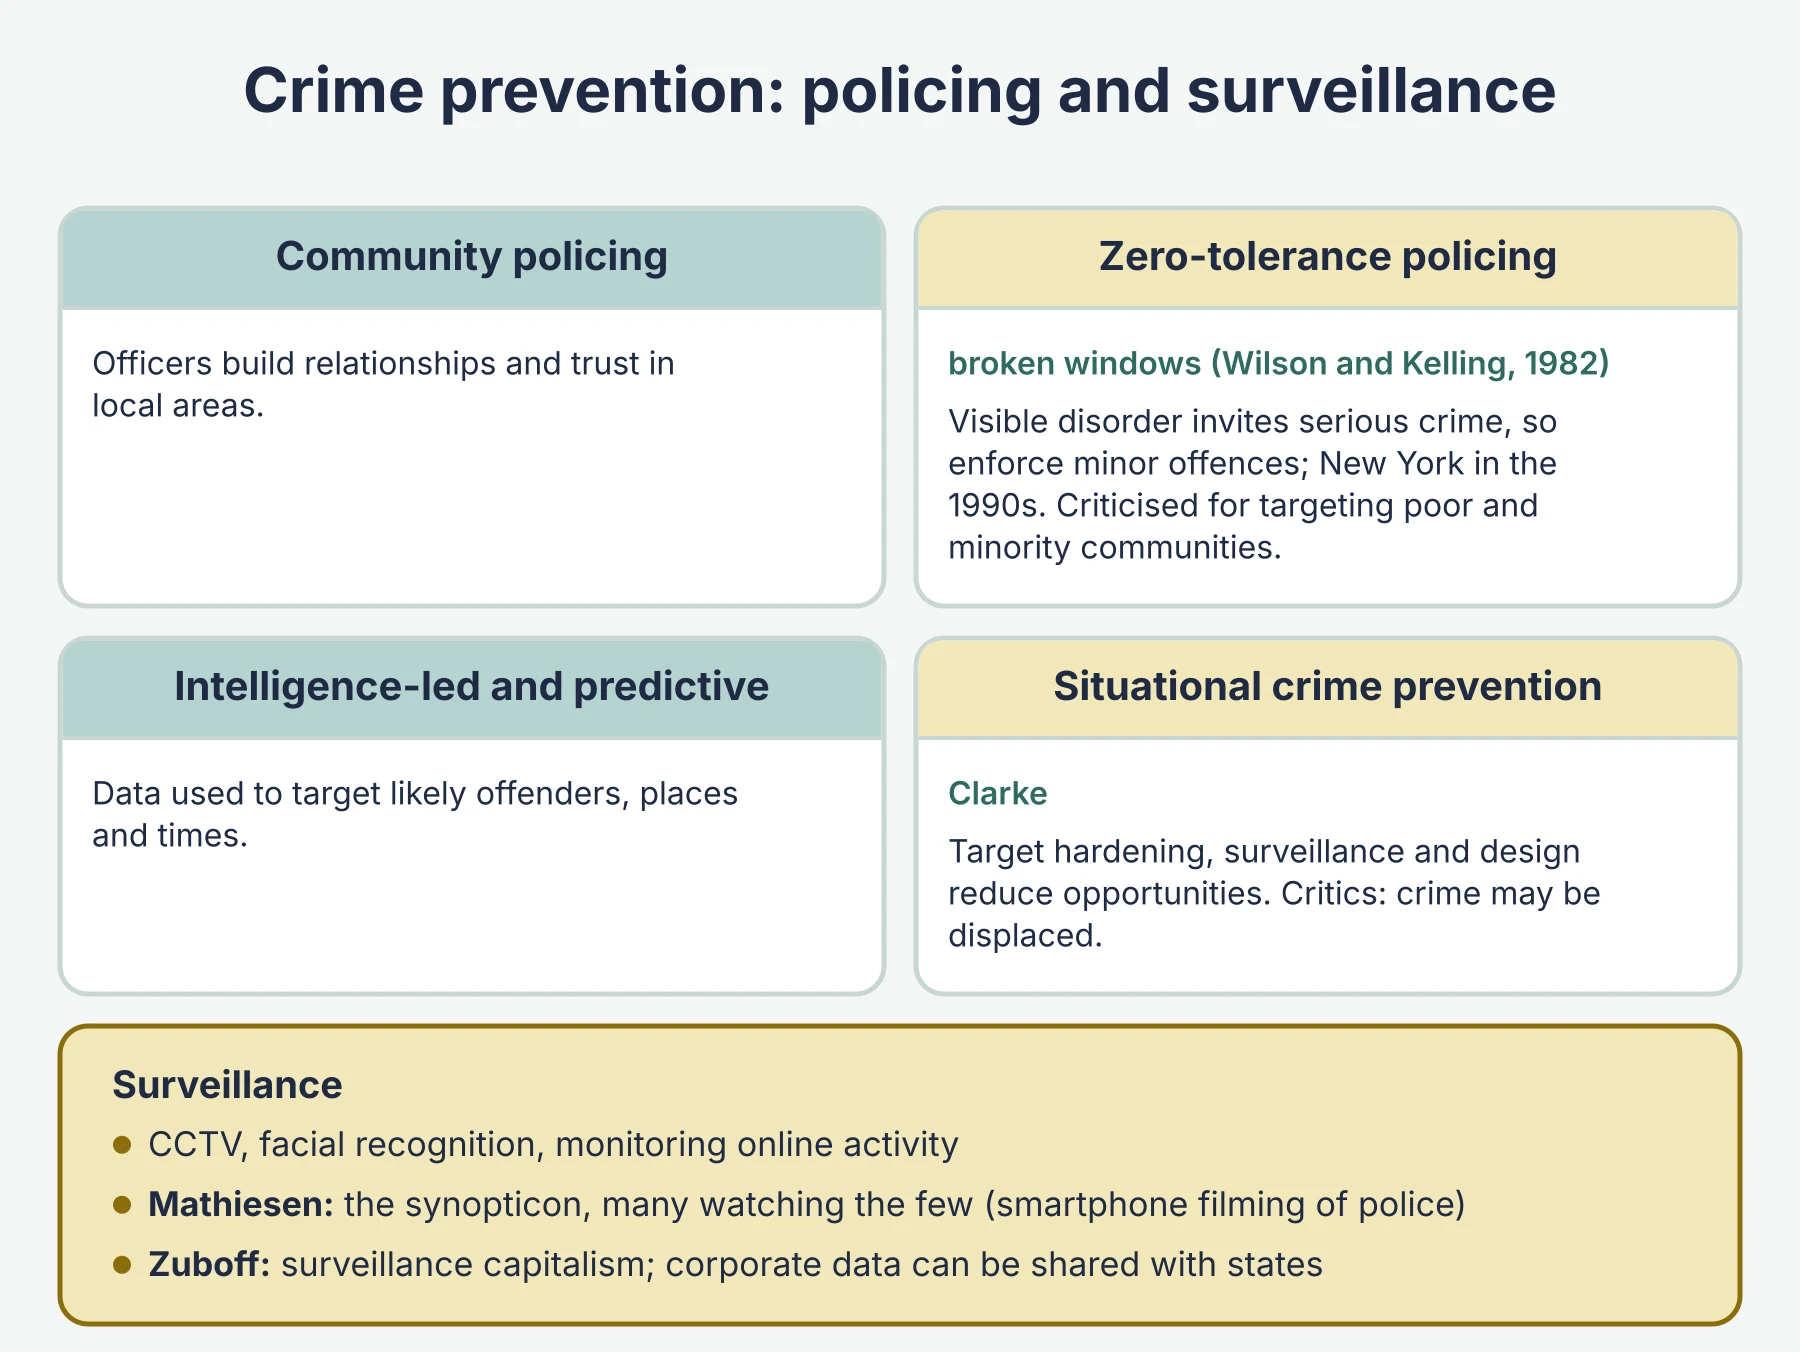 Crime prevention: policing and surveillance
Community policing
Officers build relationships and trust in
local areas.
Zero-tolerance policing
broken windows (Wilson and Kelling, 1982)
Visible disorder invites serious crime, so
enforce minor offences; New York in the
1990s. Criticised for targeting poor and
minority communities.
Intelligence-led and predictive
Data used to target likely offenders, places
and times.
Situational crime prevention
Clarke
Target hardening, surveillance and design
reduce opportunities. Critics: crime may be
displaced.
Surveillance
CCTV, facial recognition, monitoring online activity
Mathiesen: the synopticon, many watching the few (smartphone filming of police)
Zuboff: surveillance capitalism; corporate data can be shared with states